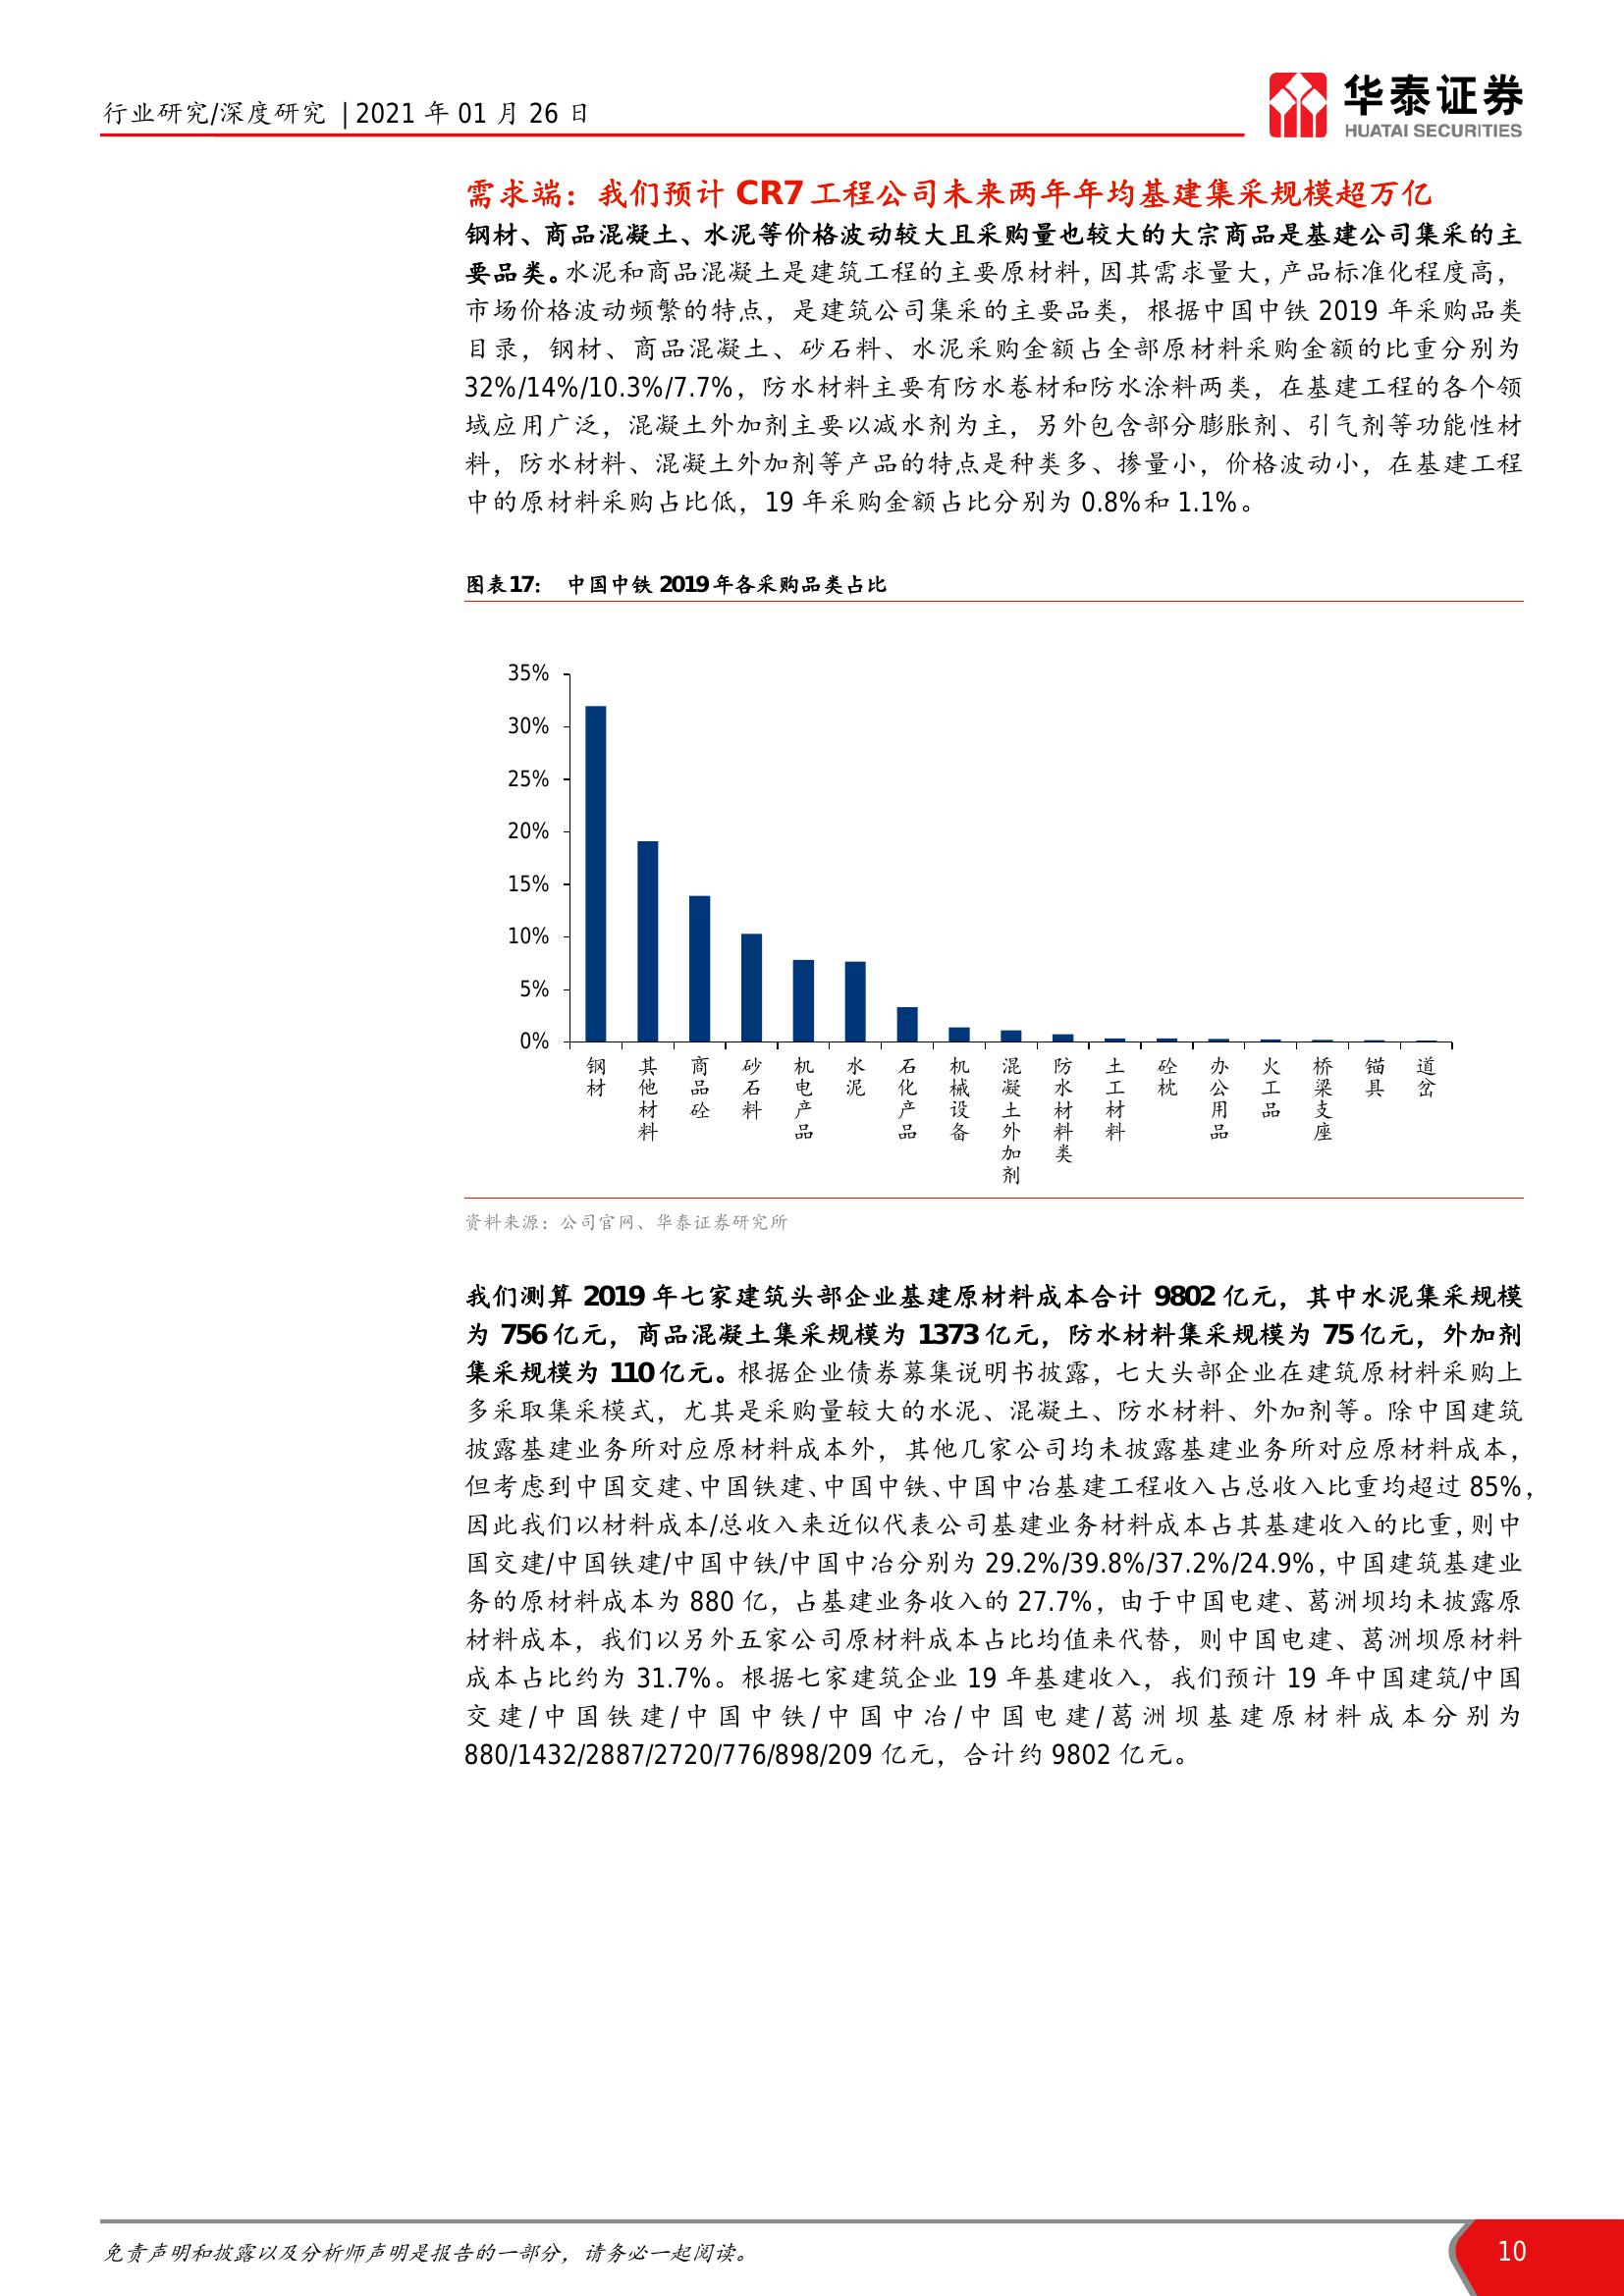 行业研究/深度研究 | 2021 年 01 月 26 日
华泰证券
HUATAI SECURITIES
需求端：我们预计 CR7 工程公司未来两年年均基建集采规模超万亿
钢材、商品混凝土、水泥等价格波动较大且采购量也较大的大宗商品是基建公司集采的主
要品类。水泥和商品混凝土是建筑工程的主要原材料，因其需求量大，产品标准化程度高，
市场价格波动频繁的特点，是建筑公司集采的主要品类，根据中国中铁 2019 年采购品类
目录，钢材、商品混凝土、砂石料、水泥采购金额占全部原材料采购金额的比重分别为
32%/14%/10.3%/7.7%，防水材料主要有防水卷材和防水涂料两类，在基建工程的各个领
域应用广泛，混凝土外加剂主要以减水剂为主，另外包含部分膨胀剂、引气剂等功能性材
料，防水材料、混凝土外加剂等产品的特点是种类多、掺量小，价格波动小，在基建工程
中的原材料采购占比低，19 年采购金额占比分别为 0.8%和 1.1%。
图表17： 中国中铁 2019 年各采购品类占比
35%
30%
25%
20%
15%
10%
5%
0%
钢材
其他材料
商品砼
砂石料
机电产品
水泥
石化产品
机械设备
混凝土外加剂
防水材料类
土工材料
砼枕
办公用品
火工品
桥梁支座
锚具
道岔
资料来源：公司官网、华泰证券研究所
我们测算 2019 年七家建筑头部企业基建原材料成本合计 9802 亿元，其中水泥集采规模
为 756 亿元，商品混凝土集采规模为 1373 亿元，防水材料集采规模为 75 亿元，外加剂
集采规模为 110 亿元。根据企业债券募集说明书披露，七大头部企业在建筑原材料采购上
多采取集采模式，尤其是采购量较大的水泥、混凝土、防水材料、外加剂等。除中国建筑
披露基建业务所对应原材料成本外，其他几家公司均未披露基建业务所对应原材料成本，
但考虑到中国交建、中国铁建、中国中铁、中国中冶基建工程收入占总收入比重均超过 85%，
因此我们以材料成本/总收入来近似代表公司基建业务材料成本占其基建收入的比重，则中
国交建/中国铁建/中国中铁/中国中冶分别为 29.2%/39.8%/37.2%/24.9%，中国建筑基建业
务的原材料成本为 880 亿，占基建业务收入的 27.7%，由于中国电建、葛洲坝均未披露原
材料成本，我们以另外五家公司原材料成本占比均值来代替，则中国电建、葛洲坝原材料
成本占比约为 31.7%。根据七家建筑企业 19 年基建收入，我们预计 19 年中国建筑/中国
交建/中国铁建/中国中铁/中国中冶/中国电建/葛洲坝基建原材料成本分别为
880/1432/2887/2720/776/898/209 亿元，合计约 9802 亿元。
免责声明和披露以及分析师声明是报告的一部分，请务必一起阅读。
10